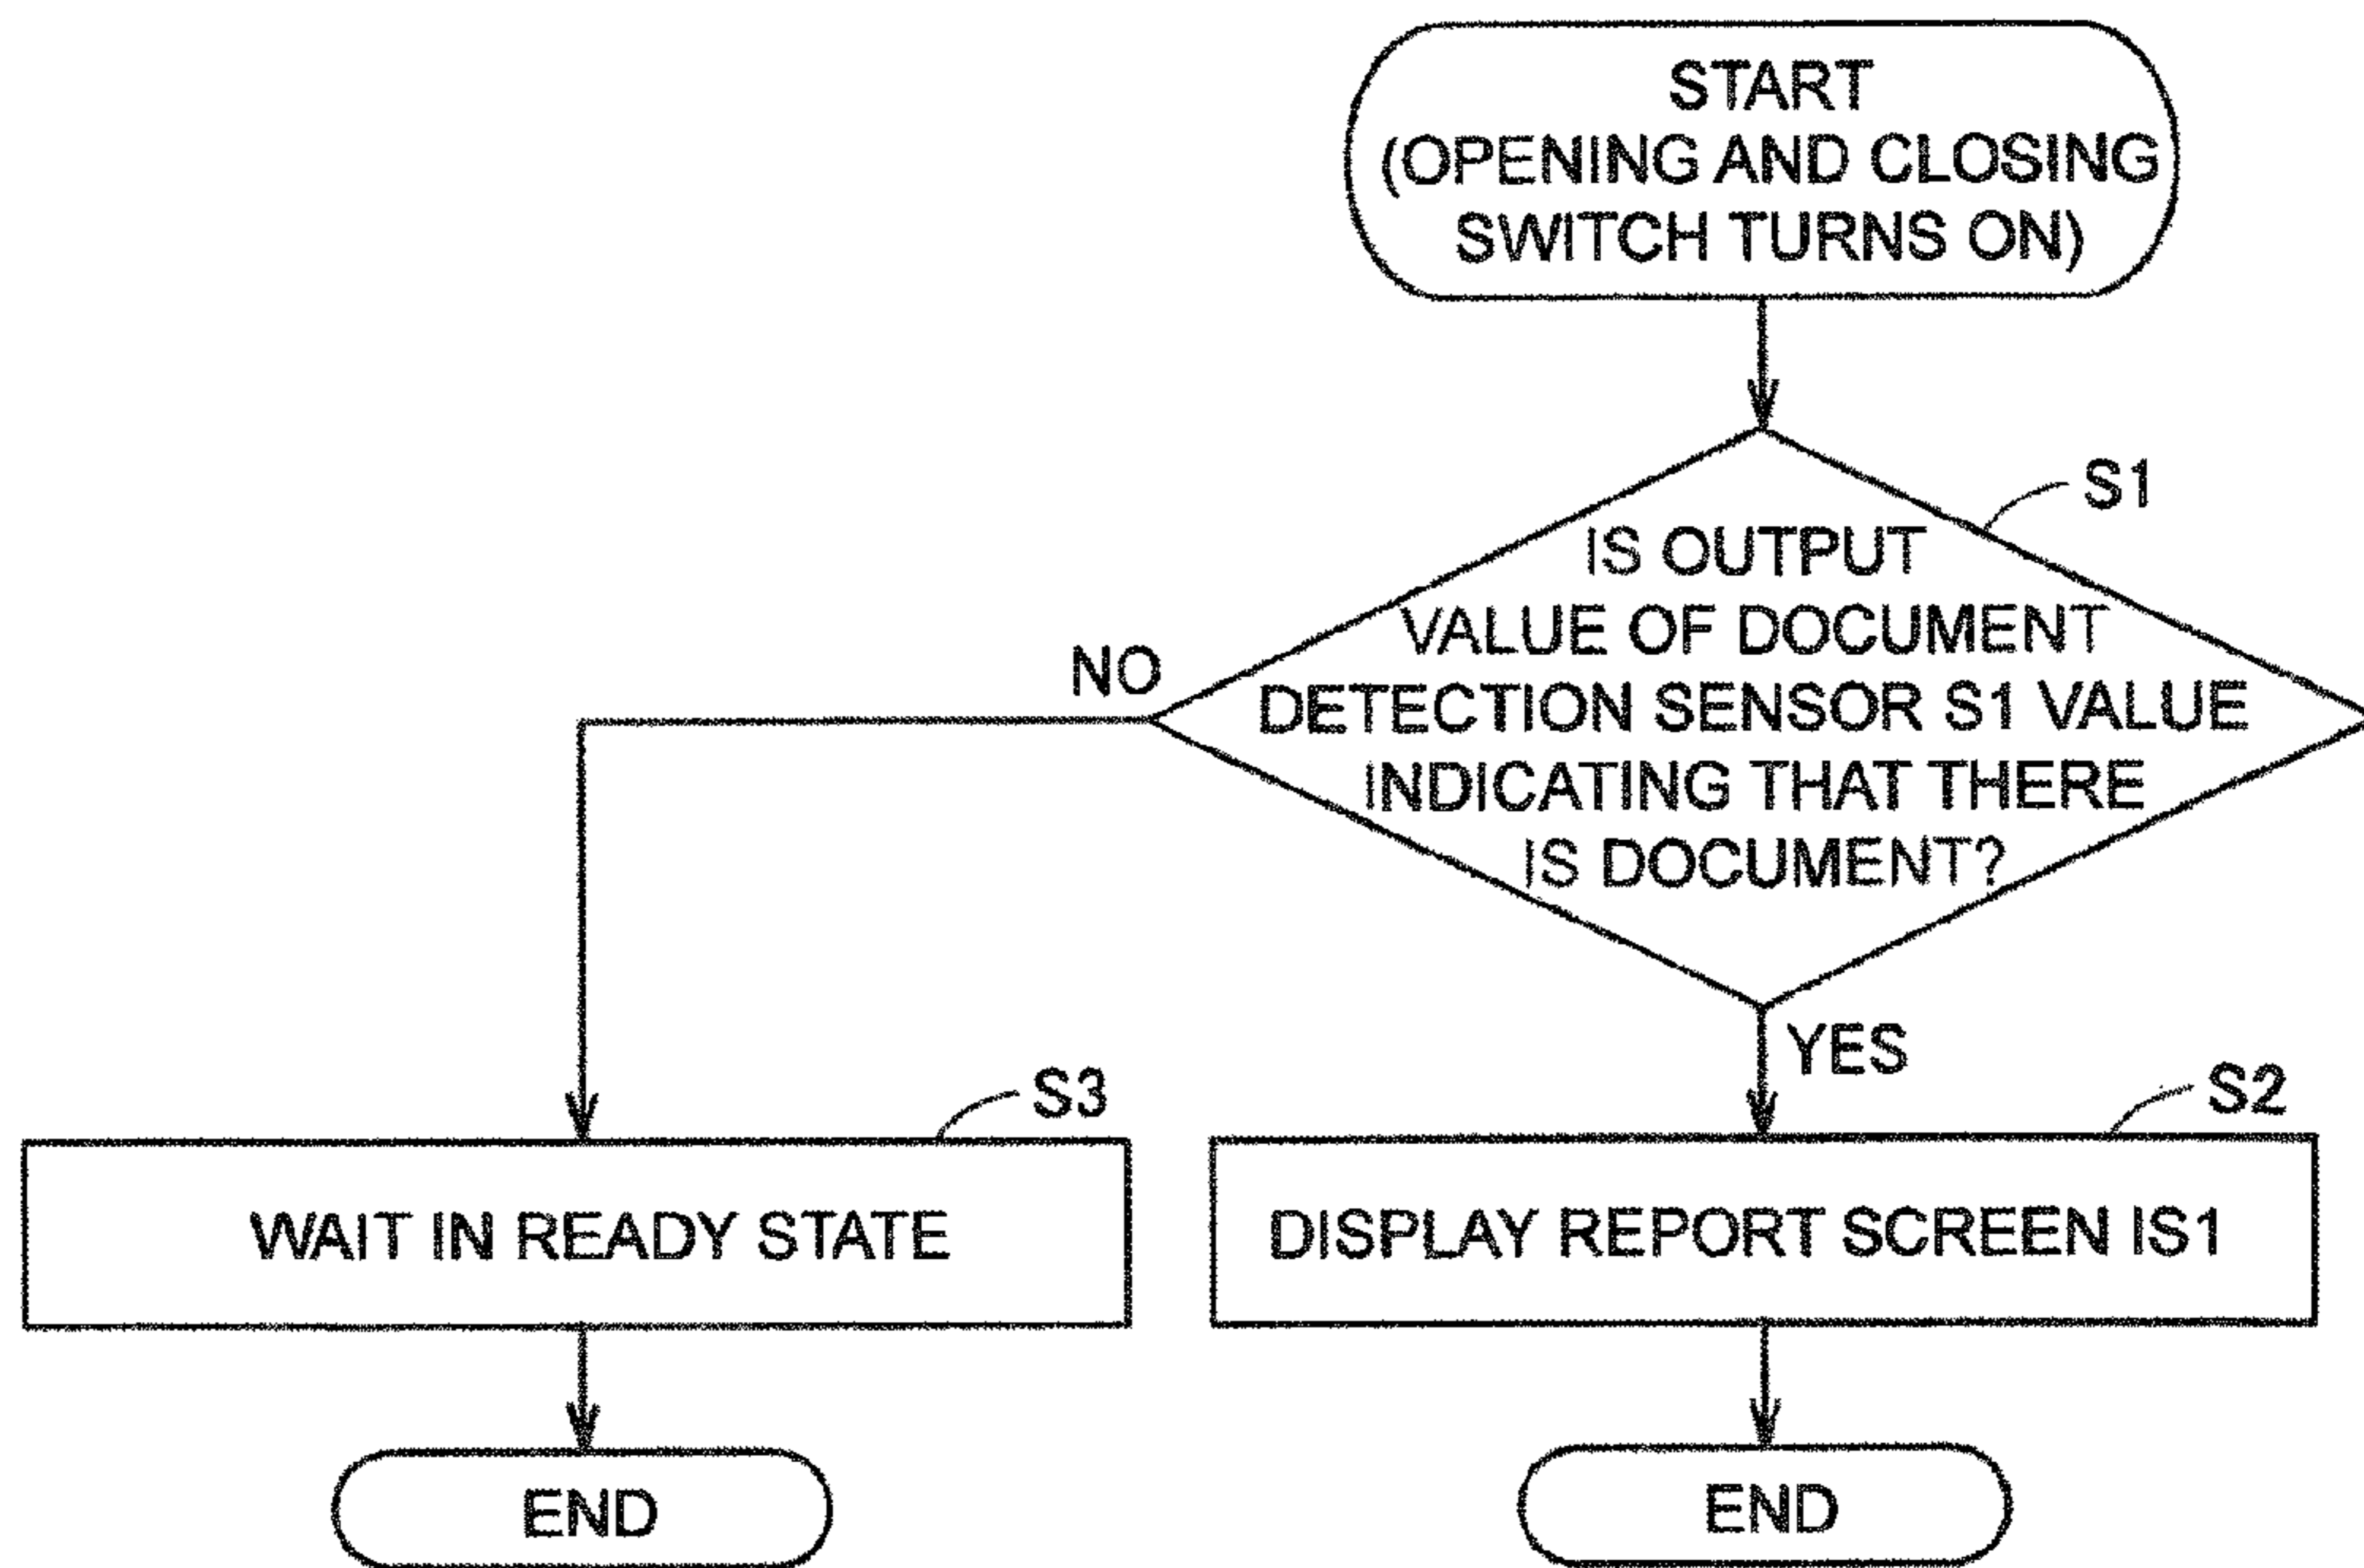 START
(OPENING AND CLOSING
SWITCH TURNS ON)
S1
IS OUTPUT
VALUE OF DOCUMENT
DETECTION SENSOR S1 VALUE
INDICATING THAT THERE
IS DOCUMENT?
NO
YES
S3
WAIT IN READY STATE
END
S2
DISPLAY REPORT SCREEN IS1
END